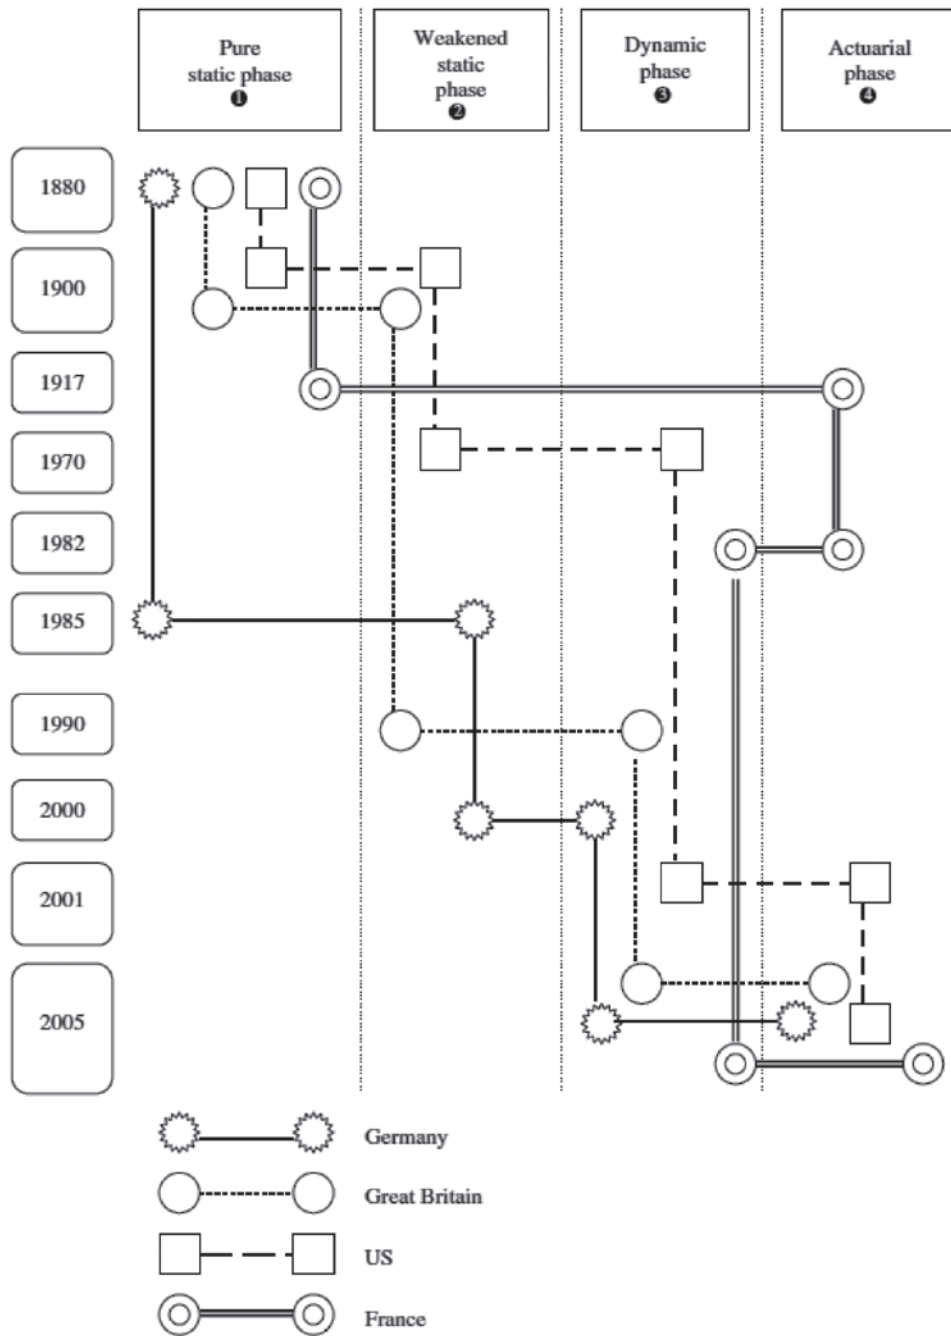 Pure
static phase
❶
Weakened
static
phase
❷
Dynamic
phase
❸
Actuarial
phase
❹
1880
1900
1917
1970
1982
1985
1990
2000
2001
2005
Germany
Great Britain
US
France